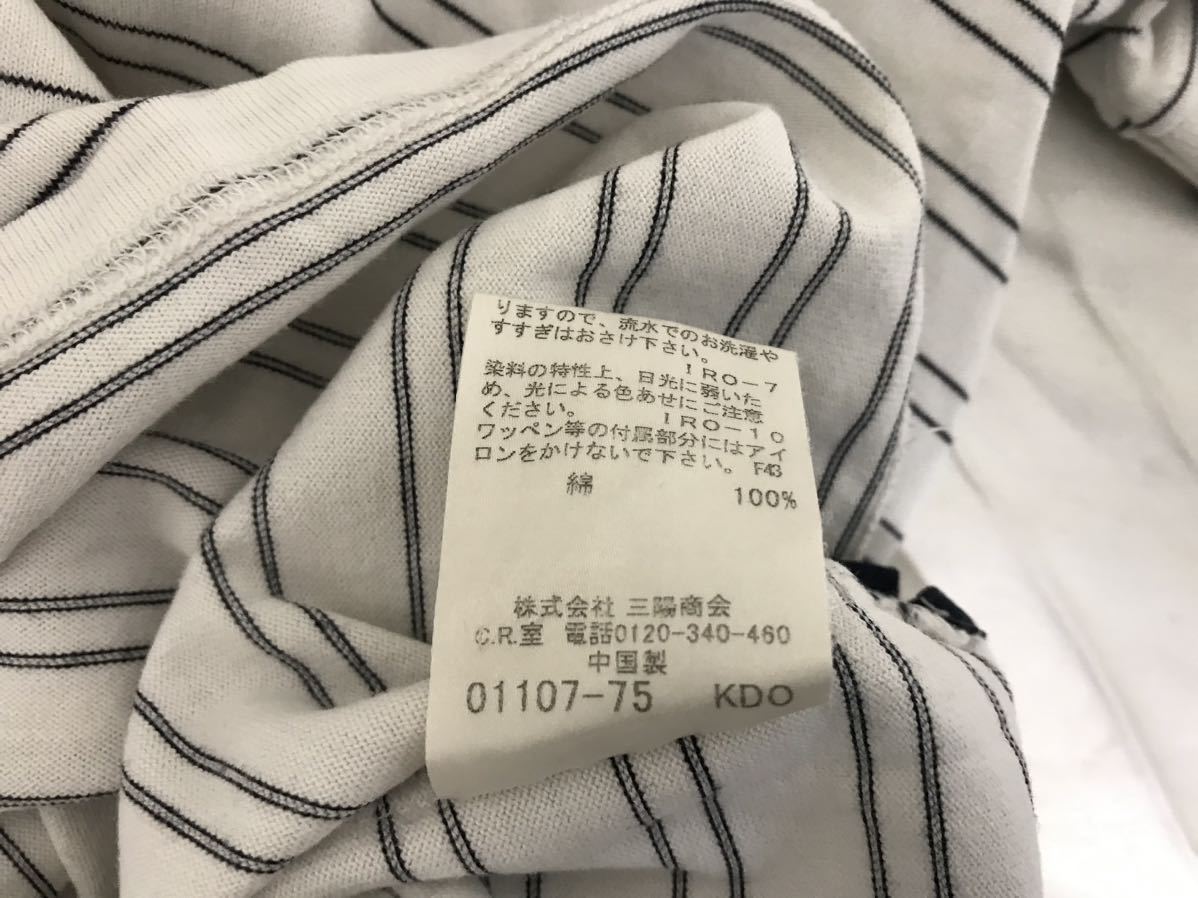 りますので、流水でのお洗濯や
すすぎはおさけ下さい。
IRO-7
染料の特性上、日光に弱いた
め、光による色あせにご注意
ください。 IRO-10
ワッペン等の付属部分にはアイ
ロンをかけないで下さい。 F43
綿 100%
株式会社 三陽商会
C.R.室 電話0120-340-460
中国製
01107-75 KDO